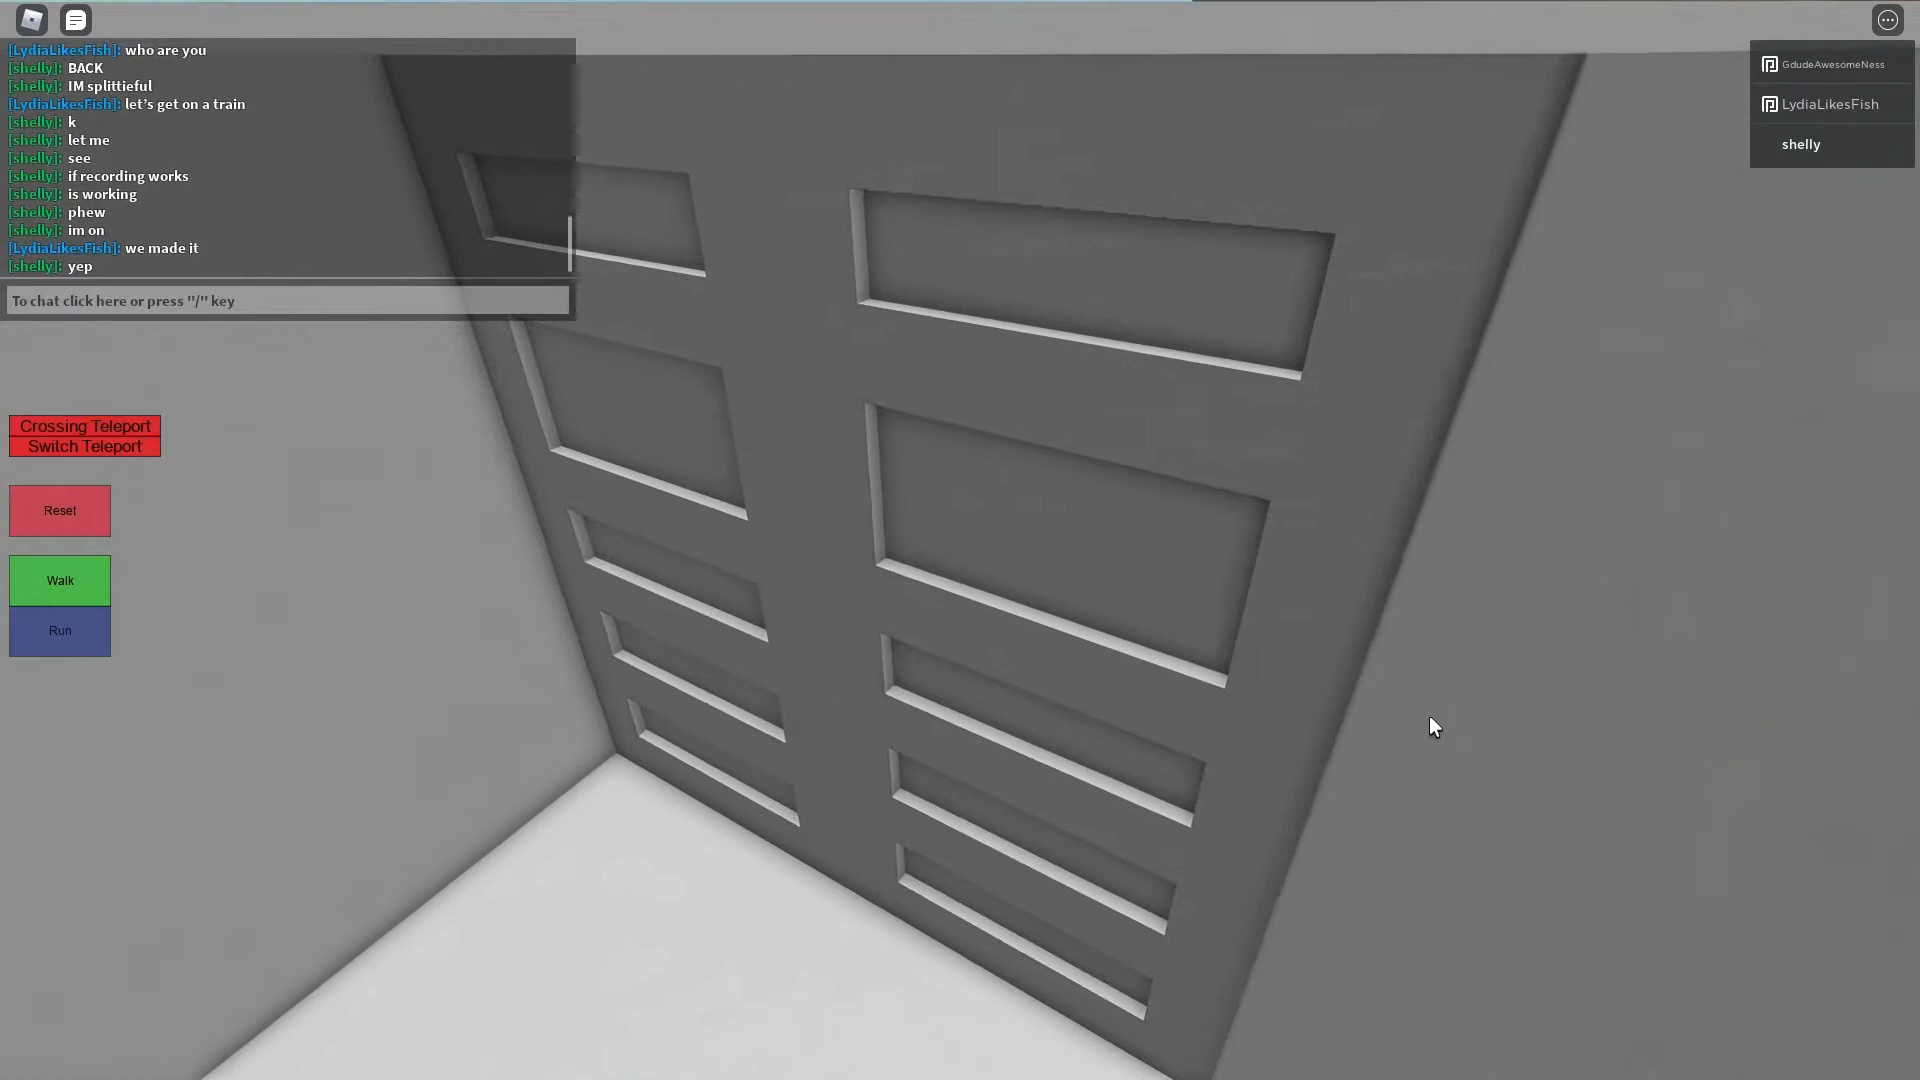 [LydiaLikesFish]: who are you
[shelly]: BACK
[shelly]: IM splittieful
[LydiaLikesFish]: let's get on a train
[shelly]: k
[shelly]: let me
[shelly]: see
[shelly]: if recording works
[shelly]: is working
[shelly]: phew
[shelly]: im on
[LydiaLikesFish]: we made it
[shelly]: yep
To chat click here or press "/" key
GdudeAwesomeNess
LydiaLikesFish
shelly
Crossing Teleport
Switch Teleport
Reset
Walk
Run